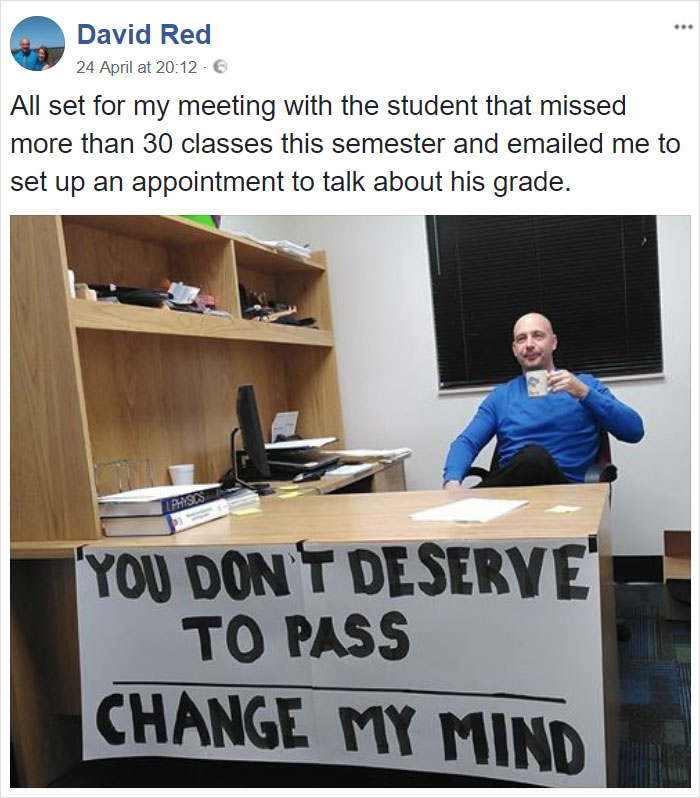 David Red
24 April at 20:12 ·
All set for my meeting with the student that missed
more than 30 classes this semester and emailed me to
set up an appointment to talk about his grade.
PHYSICS
"YOU DON'T DESERVE
TO PASS
CHANGE MY MIND